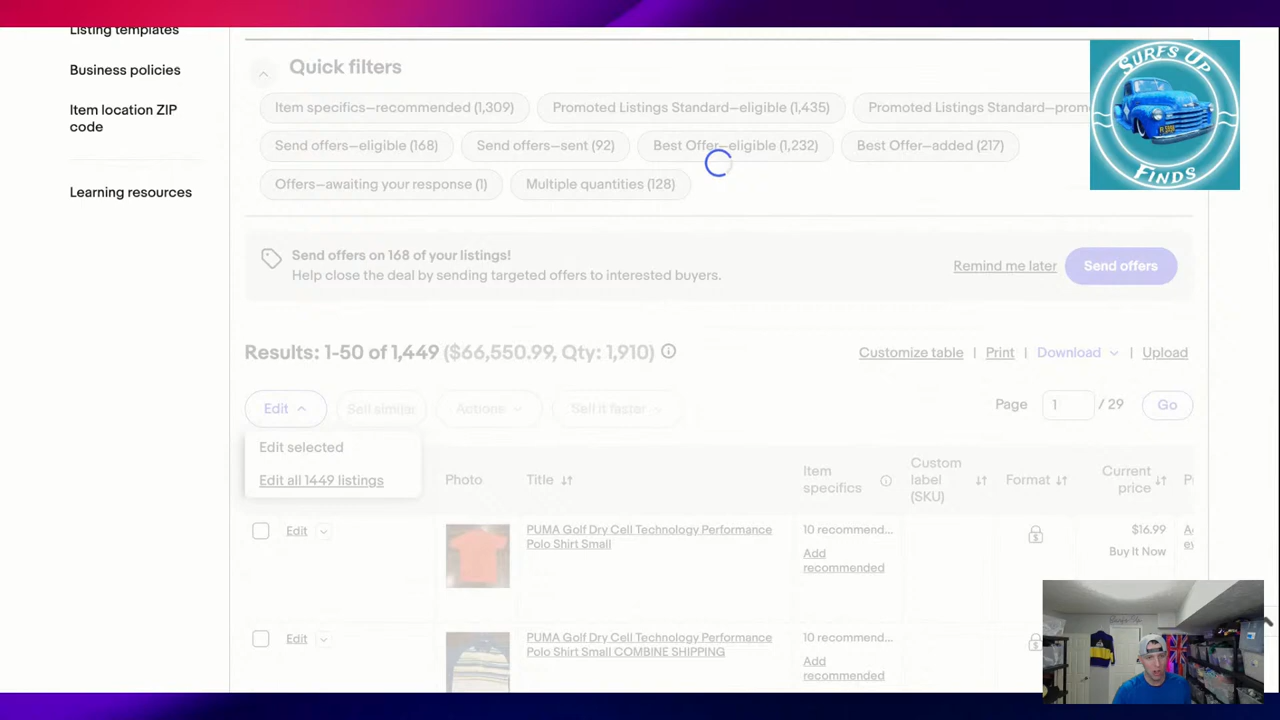 Listing templates
Business policies
Item location ZIP
code
Learning resources
Quick filters
Item specifics—recommended (1,309)
Promoted Listings Standard—eligible (1,435)
Promoted Listings Standard—prom
Send offers—eligible (168)
Send offers—sent (92)
Best Offer—eligible (1,232)
Best Offer—added (217)
Offers—awaiting your response (1)
Multiple quantities (128)
SURFS UP
FINDS
Send offers on 168 of your listings!
Help close the deal by sending targeted offers to interested buyers.
Remind me later
Send offers
Results: 1-50 of 1,449 ($66,550.99, Qty: 1,910)
Customize table | Print | Download | Upload
Edit
Sell similar
Actions
Sell it faster
Page 1 / 29 Go
Edit selected
Edit all 1449 listings
Photo
Title
Item
specifics
Custom
label
(SKU)
Format
Current
price
Edit
PUMA Golf Dry Cell Technology Performance
Polo Shirt Small
10 recommend...
Add
recommended
$16.99
Buy It Now
Edit
PUMA Golf Dry Cell Technology Performance
Polo Shirt Small COMBINE SHIPPING
10 recommend...
Add
recommended